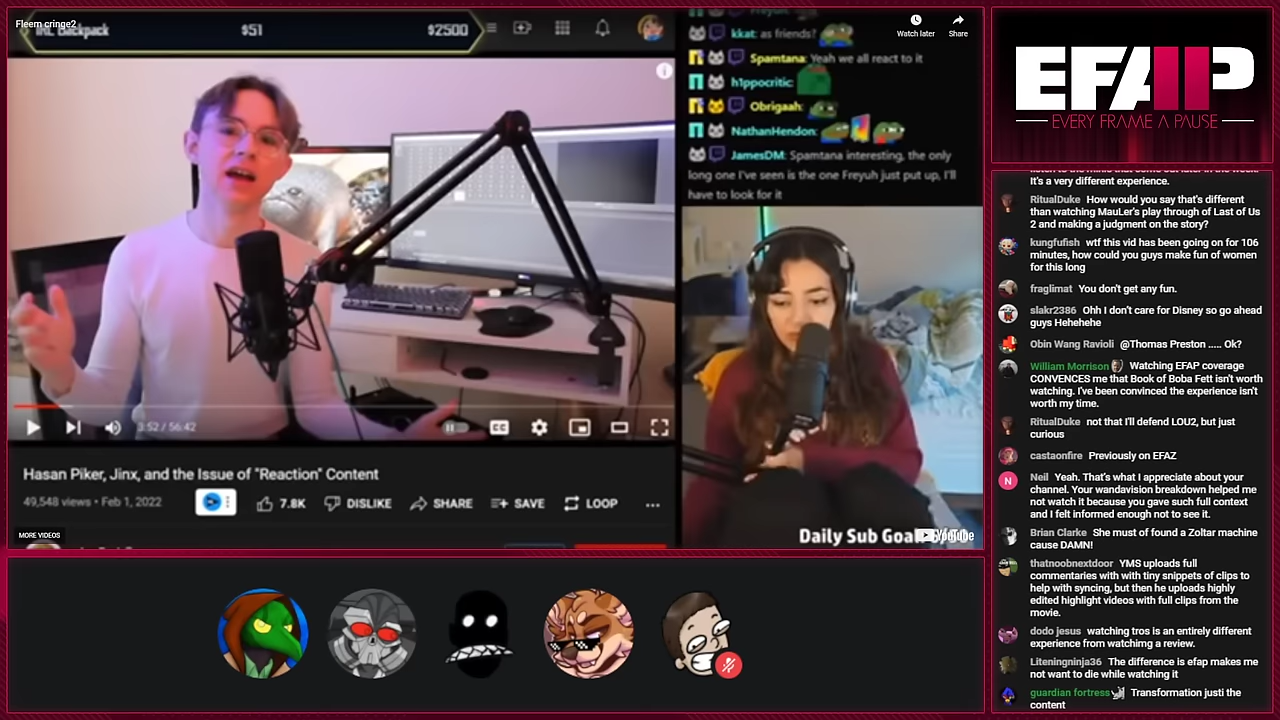 Fleem cringe2
IRL Backpack
$51
$2500
Watch later
Share
kkat: as friends?
Spamtana: Yeah we all react to it
h1ppocritic:
Obrigaah:
NathanHendon:
JamesDM: Spamtana interesting, the only
long one I've seen is the one Freyuh just put up, I'll
have to look for it
3:52 / 56:42
CC
Hasan Piker, Jinx, and the Issue of "Reaction" Content
49,548 views • Feb 1, 2022
7.8K
DISLIKE
SHARE
SAVE
LOOP
MORE VIDEOS
Daily Sub Goal
YouTube
EFAP
EVERY FRAME A PAUSE
It's a very different experience.
RitualDuke How would you say that's different
than watching MauLer's play through of Last of Us
2 and making a judgment on the story?
kungfufish wtf this vid has been going on for 106
minutes, how could you guys make fun of women
for this long
fraglimat You don't get any fun.
slakr2386 Ohh I don't care for Disney so go ahead
guys Hehehehe
Obin Wang Ravioli @Thomas Preston ..... Ok?
William Morrison Watching EFAP coverage
CONVENCES me that Book of Boba Fett isn't worth
watching. I've been convinced the experience isn't
worth my time.
RitualDuke not that I'll defend LOU2, but just
curious
castaonfire Previously on EFAZ
N
Neil Yeah. That's what I appreciate about your
channel. Your wandavision breakdown helped me
not watch it because you gave such full context
and I felt informed enough not to see it.
Brian Clarke She must of found a Zoltar machine
cause DAMN!
thatnoobnextdoor YMS uploads full
commentaries with with tiny snippets of clips to
help with syncing, but then he uploads highly
edited highlight videos with full clips from the
movie.
dodo jesus watching tros is an entirely different
experience from watchimg a review.
Liteningninja36 The difference is efap makes me
not want to die while watching it
guardian fortress Transformation justi the
content